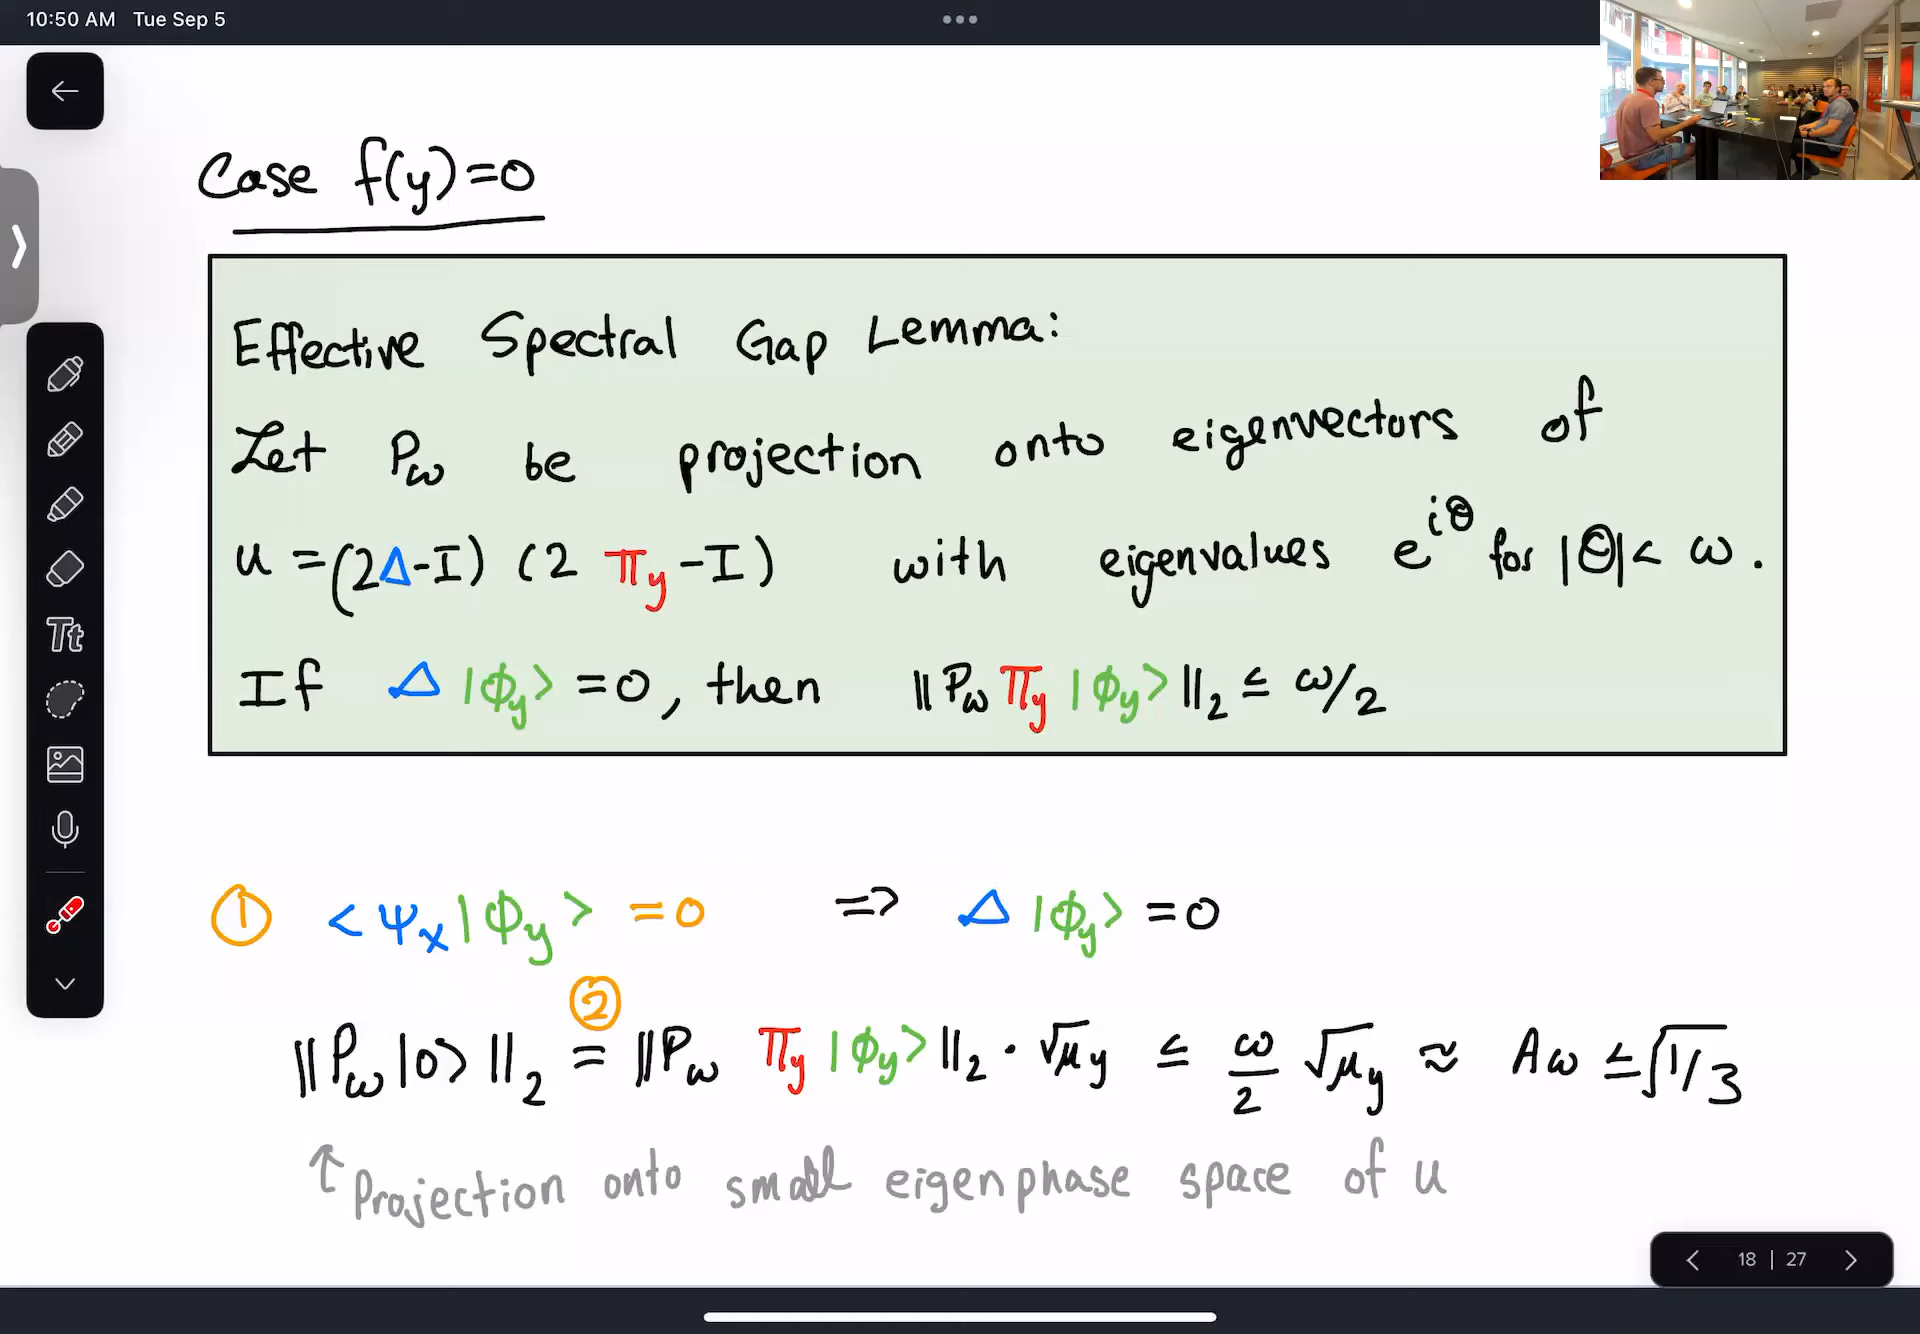 10:50 AM Tue Sep 5
Case f(y)=0
Effective Spectral Gap Lemma:
Let P_ω be projection onto eigenvectors of
U = (2Δ-I) (2 Π_y - I) with eigenvalues e^{iθ} for |θ| < ω.
If Δ |ϕ_y> = 0, then ||P_ω Π_y |ϕ_y> ||_2 ≤ ω/2
① <ψ_x|ϕ_y> = 0 => Δ |ϕ_y> = 0
②
||P_ω |0> ||_2 = ||P_ω Π_y |ϕ_y> ||_2 · √μ_y ≤ ω/2 √μ_y ≈ Aω ≤ √1/3
↑ Projection onto small eigenphase space of U
Tt
18 | 27